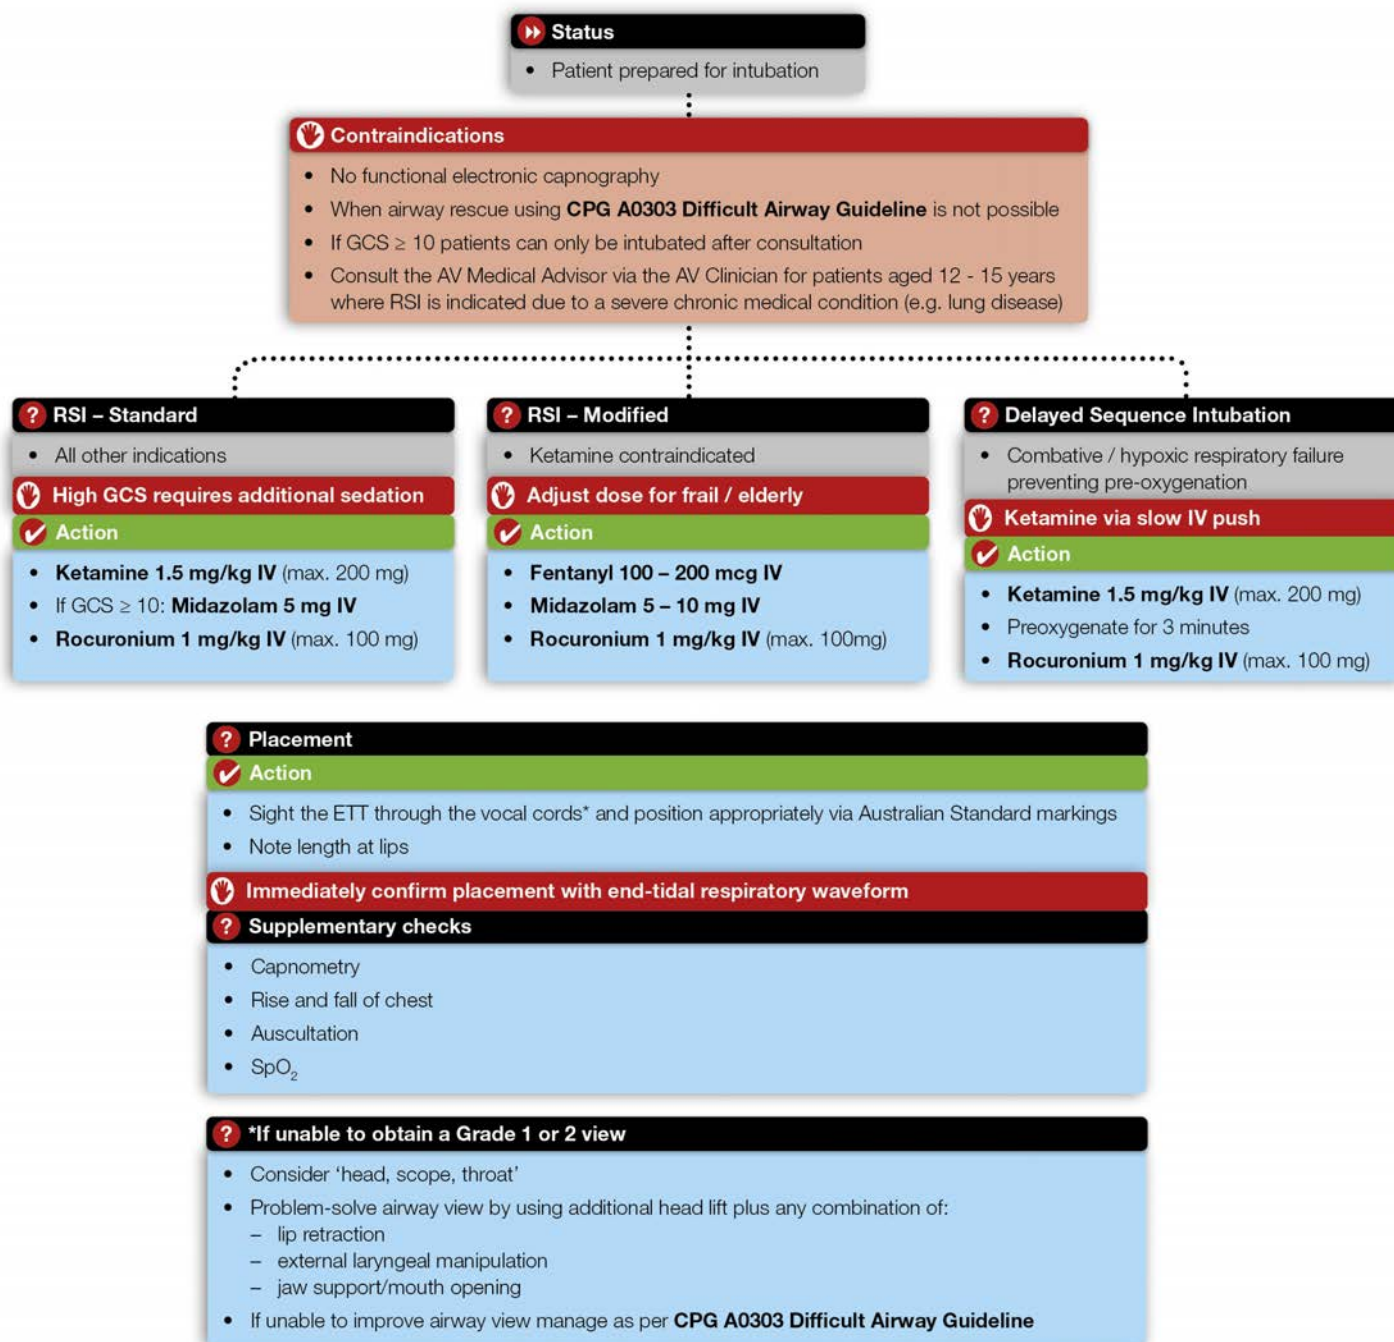 Status
• Patient prepared for intubation
Contraindications
• No functional electronic capnography
• When airway rescue using CPG A0303 Difficult Airway Guideline is not possible
• If GCS ≥ 10 patients can only be intubated after consultation
• Consult the AV Medical Advisor via the AV Clinician for patients aged 12 - 15 years
where RSI is indicated due to a severe chronic medical condition (e.g. lung disease)
? RSI – Standard
• All other indications
High GCS requires additional sedation
Action
• Ketamine 1.5 mg/kg IV (max. 200 mg)
• If GCS ≥ 10: Midazolam 5 mg IV
• Rocuronium 1 mg/kg IV (max. 100 mg)
? RSI – Modified
• Ketamine contraindicated
Adjust dose for frail / elderly
Action
• Fentanyl 100 – 200 mcg IV
• Midazolam 5 – 10 mg IV
• Rocuronium 1 mg/kg IV (max. 100mg)
? Delayed Sequence Intubation
• Combative / hypoxic respiratory failure
preventing pre-oxygenation
Ketamine via slow IV push
Action
• Ketamine 1.5 mg/kg IV (max. 200 mg)
• Preoxygenate for 3 minutes
• Rocuronium 1 mg/kg IV (max. 100 mg)
? Placement
Action
• Sight the ETT through the vocal cords* and position appropriately via Australian Standard markings
• Note length at lips
Immediately confirm placement with end-tidal respiratory waveform
? Supplementary checks
• Capnometry
• Rise and fall of chest
• Auscultation
• SpO₂
? *If unable to obtain a Grade 1 or 2 view
• Consider ‘head, scope, throat’
• Problem-solve airway view by using additional head lift plus any combination of:
– lip retraction
– external laryngeal manipulation
– jaw support/mouth opening
• If unable to improve airway view manage as per CPG A0303 Difficult Airway Guideline